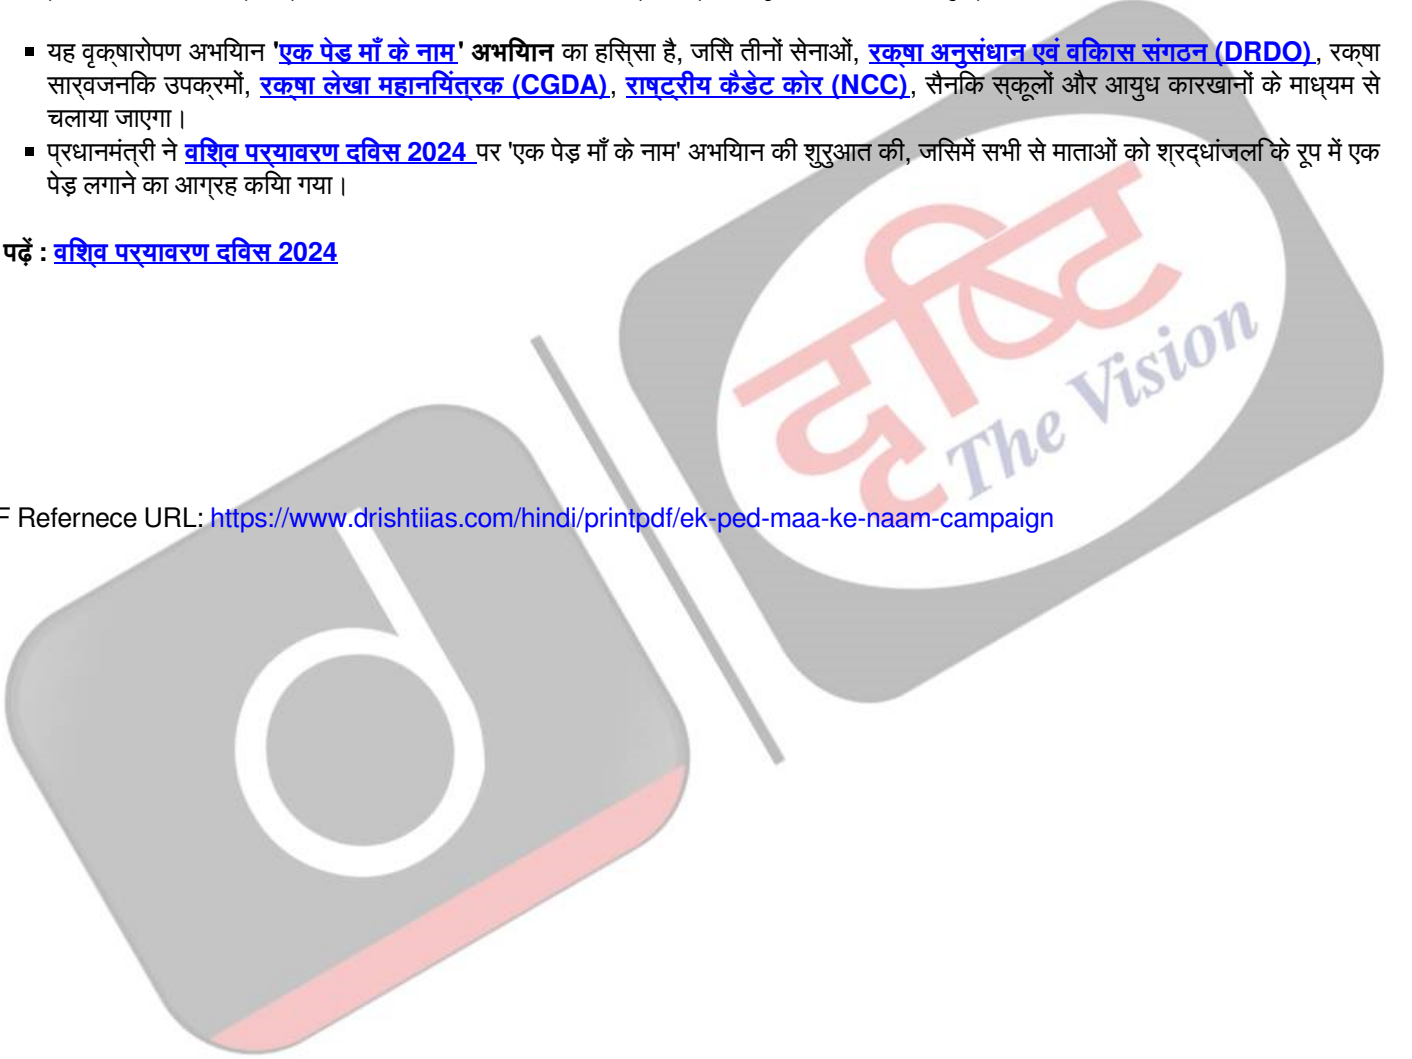 यह वृक्षारोपण अभियान 'एक पेड़ माँ के नाम' अभियान का हिस्सा है, जिसे तीनों सेनाओं, रक्षा अनुसंधान एवं विकास संगठन (DRDO), रक्षा
सार्वजनिक उपक्रमों, रक्षा लेखा महानियंत्रक (CGDA), राष्ट्रीय कैडेट कोर (NCC), सैनिक स्कूलों और आयुध कारखानों के माध्यम से
चलाया जाएगा।
प्रधानमंत्री ने विश्व पर्यावरण दिवस 2024 पर 'एक पेड़ माँ के नाम' अभियान की शुरुआत की, जिसमें सभी से माताओं को श्रद्धांजलि के रूप में एक
पेड़ लगाने का आग्रह किया गया।
पढ़ें : विश्व पर्यावरण दिवस 2024
दृष्टि
The Vision
F Refernece URL: https://www.drishtiias.com/hindi/printpdf/ek-ped-maa-ke-naam-campaign
d